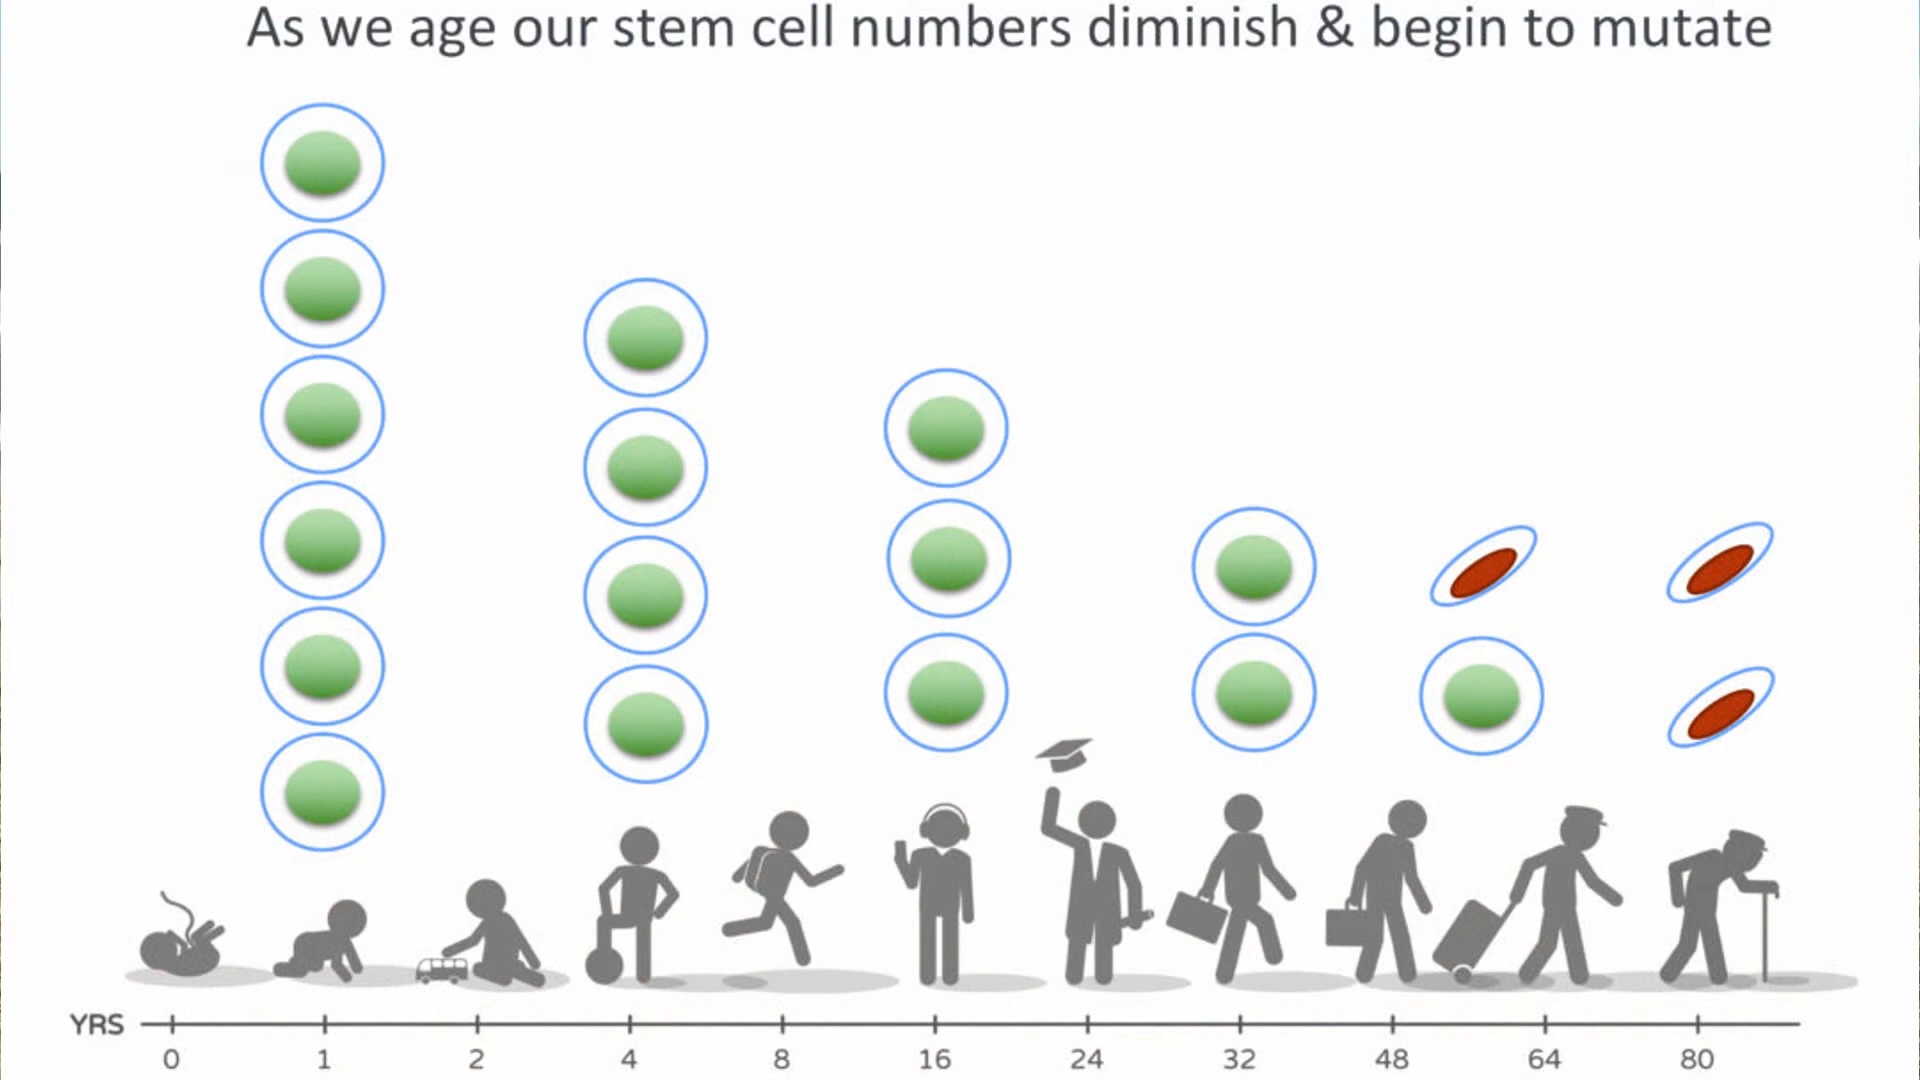 As we age our stem cell numbers diminish & begin to mutate
YRS
0 1 2 4 8 16 24 32 48 64 80